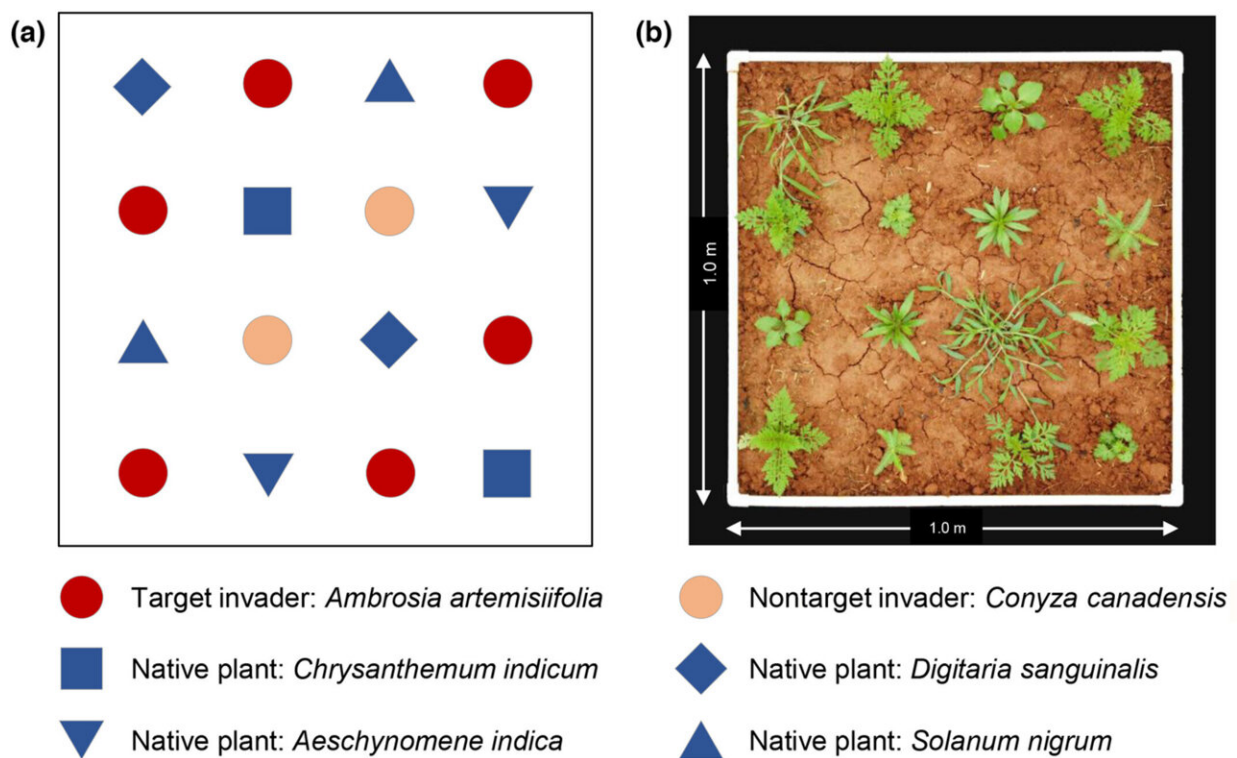 (a)
(b)
1.0 m
1.0 m
Target invader: Ambrosia artemisiifolia
Nontarget invader: Conyza canadensis
Native plant: Chrysanthemum indicum
Native plant: Digitaria sanguinalis
Native plant: Aeschynomene indica
Native plant: Solanum nigrum